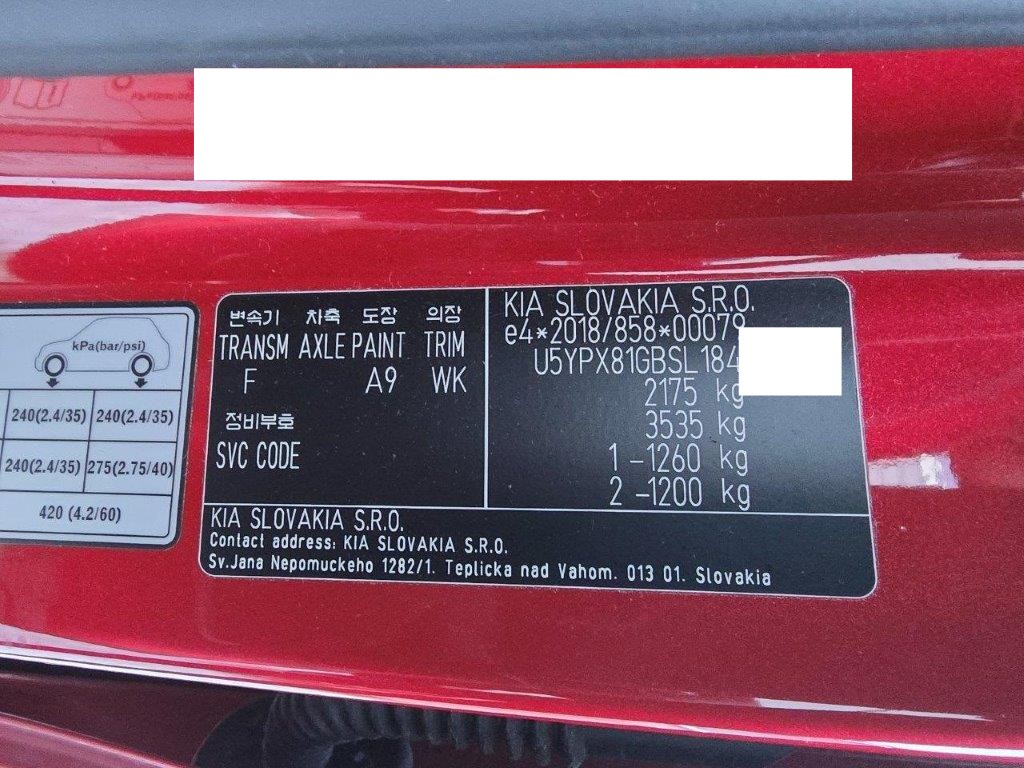 kPa(bar/psi)
240(2.4/35) 240(2.4/35)
240(2.4/35) 275(2.75/40)
420 (4.2/60)
변속기 차축 도장 의장
TRANSM AXLE PAINT TRIM
F A9 WK
정비부호
SVC CODE
KIA SLOVAKIA S.R.O.
e4*2018/858*00079
U5YPX81GBSL184
2175 kg
3535 kg
1 -1260 kg
2 -1200 kg
KIA SLOVAKIA S.R.O.
Contact address: KIA SLOVAKIA S.R.O.
Sv.Jana Nepomuckeho 1282/1. Teplicka nad Vahom. 013 01. Slovakia